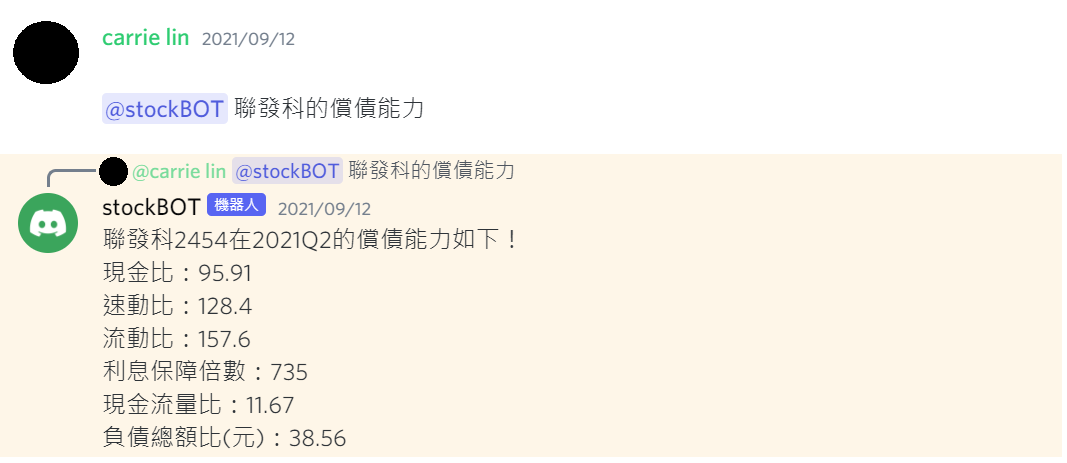 carrie lin 2021/09/12
@stockBOT 聯發科的償債能力
@carrie lin @stockBOT 聯發科的償債能力
stockBOT 機器人 2021/09/12
聯發科2454在2021Q2的償債能力如下！
現金比：95.91
速動比：128.4
流動比：157.6
利息保障倍數：735
現金流量比：11.67
負債總額比(元)：38.56